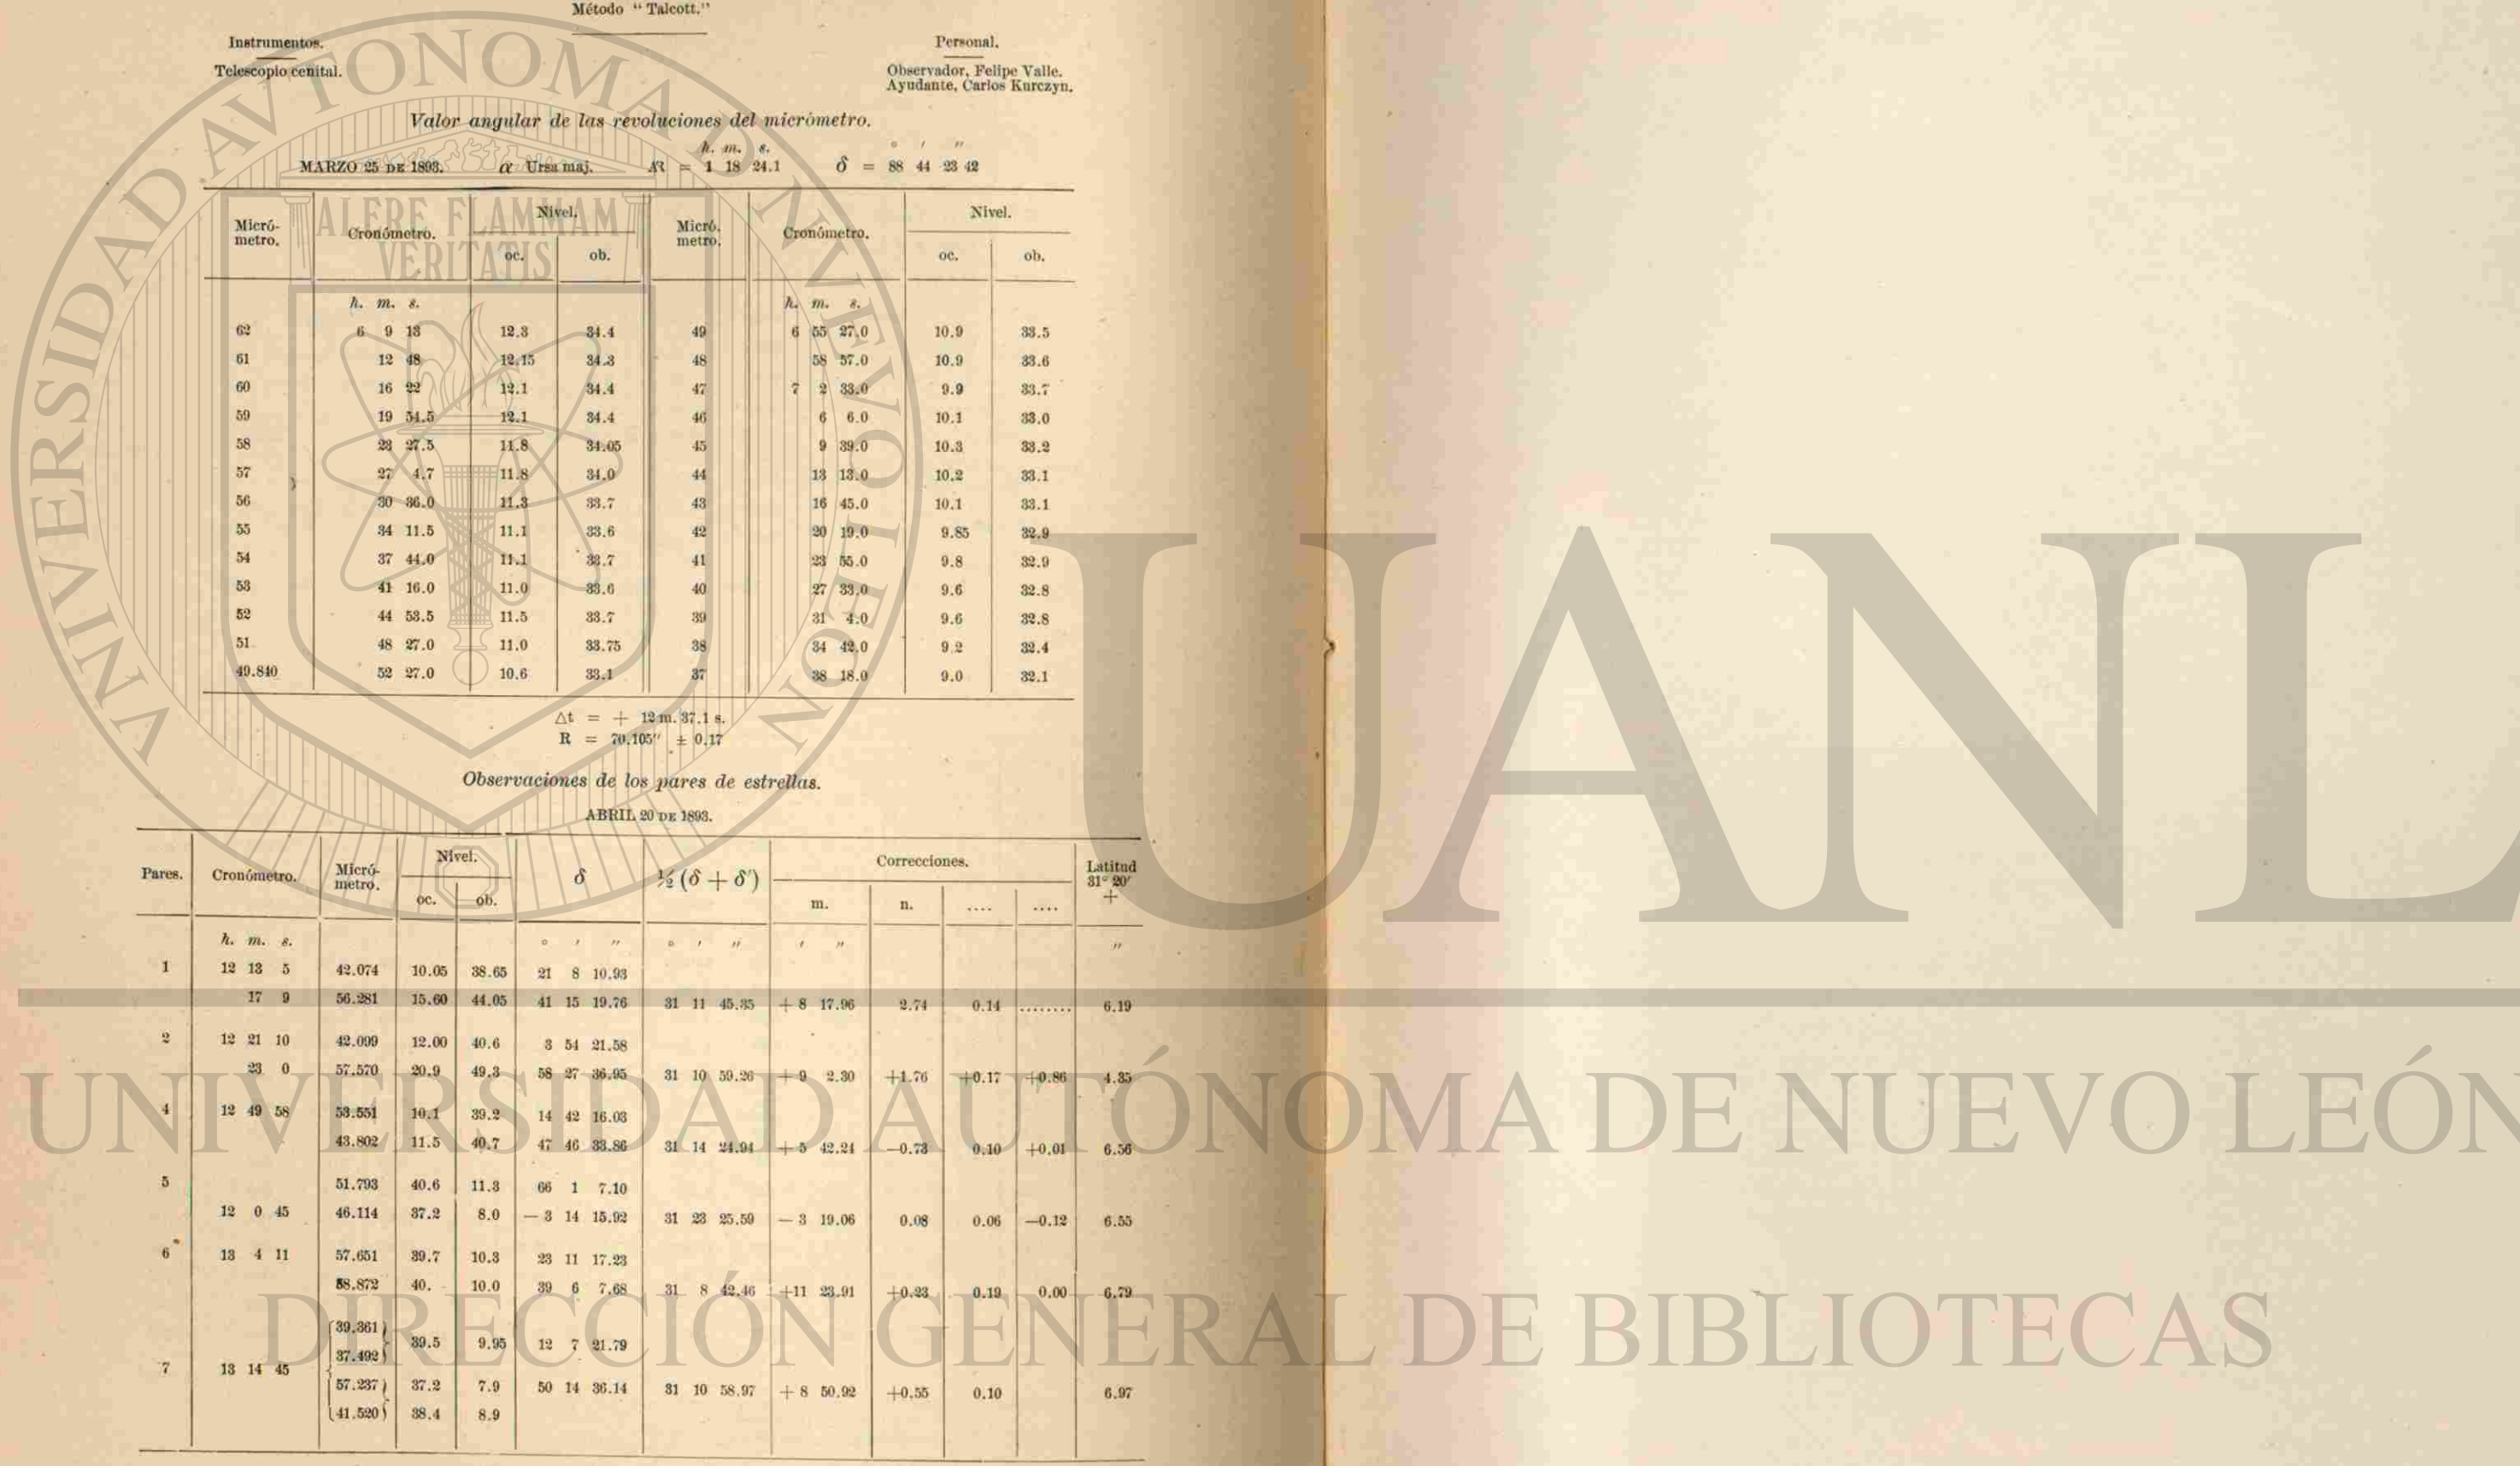 Método “Talcott.”
Instrumentos. Personal.
Telescopio cenital. Observador, Felipe Valle.
Ayudante, Carlos Kurczyn.
Valor angular de las revoluciones del micrómetro.
h. m. s. ° ′ ″
MARZO 25 DE 1893. α Ursa maj. AR = 1 18 24.1 δ = 88 44 23 42
Micró-metro. Cronómetro. Nivel. Micró.metro. Cronómetro. Nivel.
oc. ob. oc. ob.
h. m. s. h. m. s.
62 6 9 13 12.3 34.4 49 6 55 27.0 10.9 33.5
61 12 48 12.15 34.3 48 58 57.0 10.9 33.6
60 16 22 12.1 34.4 47 7 2 33.0 9.9 33.7
59 19 54.5 12.1 34.4 46 6 6.0 10.1 33.0
58 23 27.5 11.8 34.05 45 9 39.0 10.3 33.2
57 27 4.7 11.8 34.0 44 13 13.0 10.2 33.1
56 30 36.0 11.3 33.7 43 16 45.0 10.1 33.1
55 34 11.5 11.1 33.6 42 20 19.0 9.85 32.9
54 37 44.0 11.1 33.7 41 23 55.0 9.8 32.9
53 41 16.0 11.0 33.6 40 27 33.0 9.6 32.8
52 44 53.5 11.5 33.7 39 31 4.0 9.6 32.8
51 48 27.0 11.0 33.75 38 34 42.0 9.2 32.4
49.840 52 27.0 10.6 33.1 37 38 18.0 9.0 32.1
△t = + 12 m. 37.1 s.
R = 70.105″ ± 0,17
Observaciones de los pares de estrellas.
ABRIL 20 DE 1893.
Pares. Cronómetro. Micró-metro. Nivel. δ ½ (δ + δ′) Correcciones. Latitud 31° 20′ +
oc. ob. m. n. .... ....
h. m. s. ° ′ ″ ° ′ ″ ′ ″ ″
1 12 13 5 42.074 10.05 38.65 21 8 10.93
17 9 56.281 15.60 44.05 41 15 19.76 31 11 45.35 + 8 17.96 2.74 0.14 ........ 6.19
2 12 21 10 42.099 12.00 40.6 3 54 21.58
23 0 57.570 20.9 49.3 58 27 36.95 31 10 59.26 + 9 2.30 +1.76 +0.17 +0.86 4.35
4 12 49 58 53.551 10.1 39.2 14 42 16.03
43.802 11.5 40.7 47 46 33.86 31 14 24.94 + 5 42.24 —0.73 0.10 +0.01 6.56
5 51.793 40.6 11.3 66 1 7.10
12 0 45 46.114 37.2 8.0 — 3 14 15.92 31 23 25.59 — 3 19.06 0.08 0.06 —0.12 6.55
6 13 4 11 57.651 39.7 10.3 23 11 17.23
38.872 40. 10.0 39 6 7.68 31 8 42.46 +11 23.91 +0.23 0.19 0.00 6.79
39.361
37.492 39.5 9.95 12 7 21.79
7 13 14 45
57.237 37.2 7.9 50 14 36.14 31 10 58.97 + 8 50.92 +0.55 0.10 6.97
41.520 38.4 8.9
UNIVERSIDAD AVTONOMA DE NVEVO LEON
ALERE FLAMMAM
VERITATIS
UANL
UNIVERSIDAD AUTÓNOMA DE NUEVO LEÓN
DIRECCIÓN GENERAL DE BIBLIOTECAS